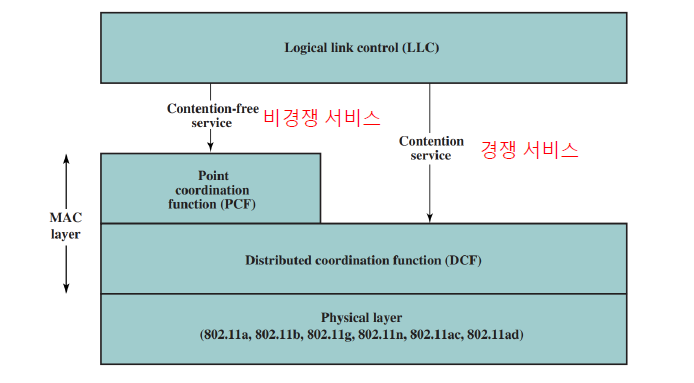 Logical link control (LLC)
Contention-free
service
비경쟁 서비스
Contention
service
경쟁 서비스
Point
coordination
function (PCF)
MAC
layer
Distributed coordination function (DCF)
Physical layer
(802.11a, 802.11b, 802.11g, 802.11n, 802.11ac, 802.11ad)